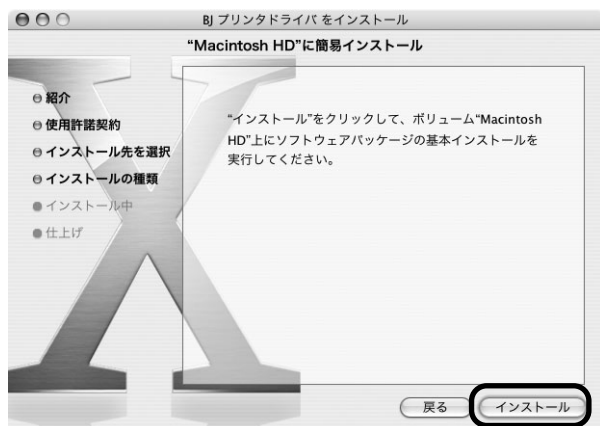 BJ プリンタドライバ をインストール
“Macintosh HD”に簡易インストール
紹介
使用許諾契約
インストール先を選択
インストールの種類
インストール中
仕上げ
“インストール”をクリックして、ボリューム“Macintosh
HD”上にソフトウェアパッケージの基本インストールを
実行してください。
戻る
インストール